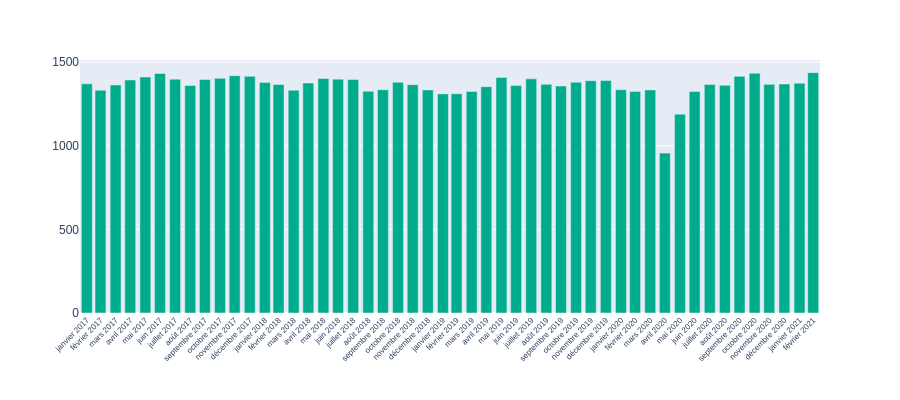 1500
1000
500
0
janvier 2017
février 2017
mars 2017
avril 2017
mai 2017
juin 2017
juillet 2017
août 2017
septembre 2017
octobre 2017
novembre 2017
décembre 2017
janvier 2018
février 2018
mars 2018
avril 2018
mai 2018
juin 2018
juillet 2018
août 2018
septembre 2018
octobre 2018
novembre 2018
décembre 2018
janvier 2019
février 2019
mars 2019
avril 2019
mai 2019
juin 2019
juillet 2019
août 2019
septembre 2019
octobre 2019
novembre 2019
décembre 2019
janvier 2020
février 2020
mars 2020
avril 2020
mai 2020
juin 2020
juillet 2020
août 2020
septembre 2020
octobre 2020
novembre 2020
décembre 2020
janvier 2021
février 2021